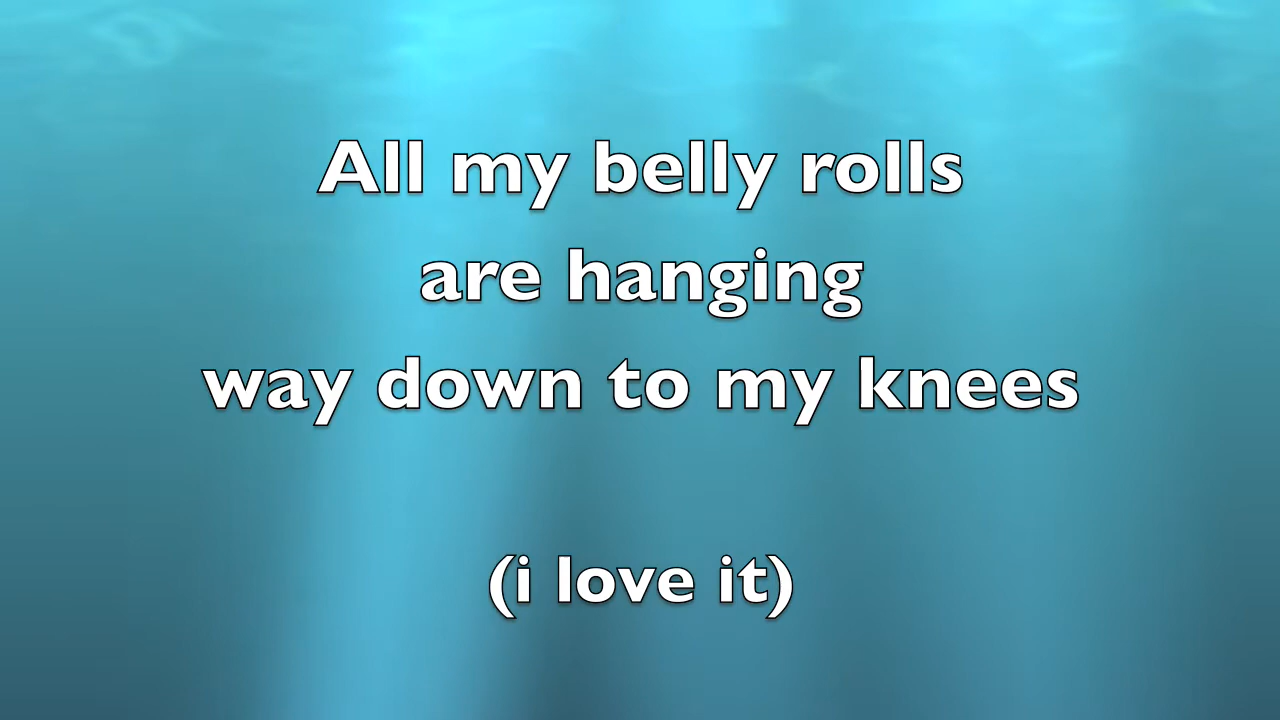 All my belly rolls
are hanging
way down to my knees
(i love it)